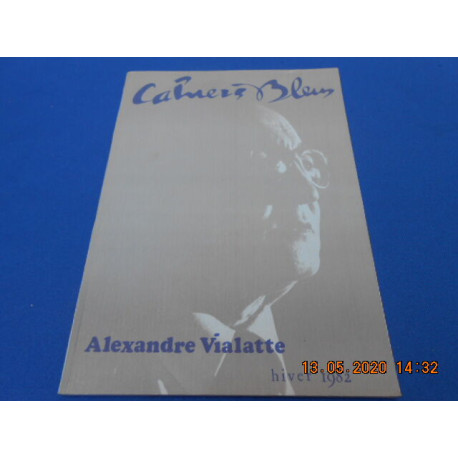 Cahiers Bleus
Alexandre Vialatte
hiver 1982
13.05.2020 14:32